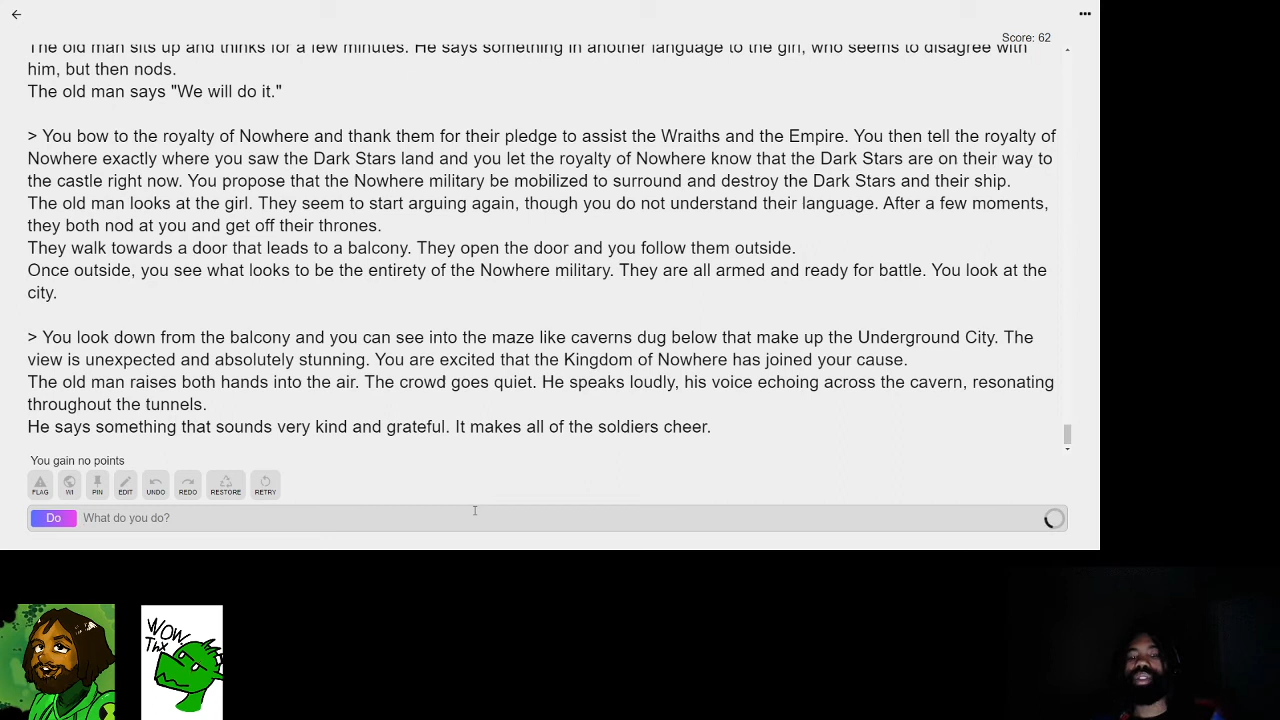 Score: 62
The old man sits up and thinks for a few minutes. He says something in another language to the girl, who seems to disagree with
him, but then nods.
The old man says "We will do it."
> You bow to the royalty of Nowhere and thank them for their pledge to assist the Wraiths and the Empire. You then tell the royalty of
Nowhere exactly where you saw the Dark Stars land and you let the royalty of Nowhere know that the Dark Stars are on their way to
the castle right now. You propose that the Nowhere military be mobilized to surround and destroy the Dark Stars and their ship.
The old man looks at the girl. They seem to start arguing again, though you do not understand their language. After a few moments,
they both nod at you and get off their thrones.
They walk towards a door that leads to a balcony. They open the door and you follow them outside.
Once outside, you see what looks to be the entirety of the Nowhere military. They are all armed and ready for battle. You look at the
city.
> You look down from the balcony and you can see into the maze like caverns dug below that make up the Underground City. The
view is unexpected and absolutely stunning. You are excited that the Kingdom of Nowhere has joined your cause.
The old man raises both hands into the air. The crowd goes quiet. He speaks loudly, his voice echoing across the cavern, resonating
throughout the tunnels.
He says something that sounds very kind and grateful. It makes all of the soldiers cheer.
You gain no points
FLAG WI PIN EDIT UNDO REDO RESTORE RETRY
Do What do you do?
WOW
Thx